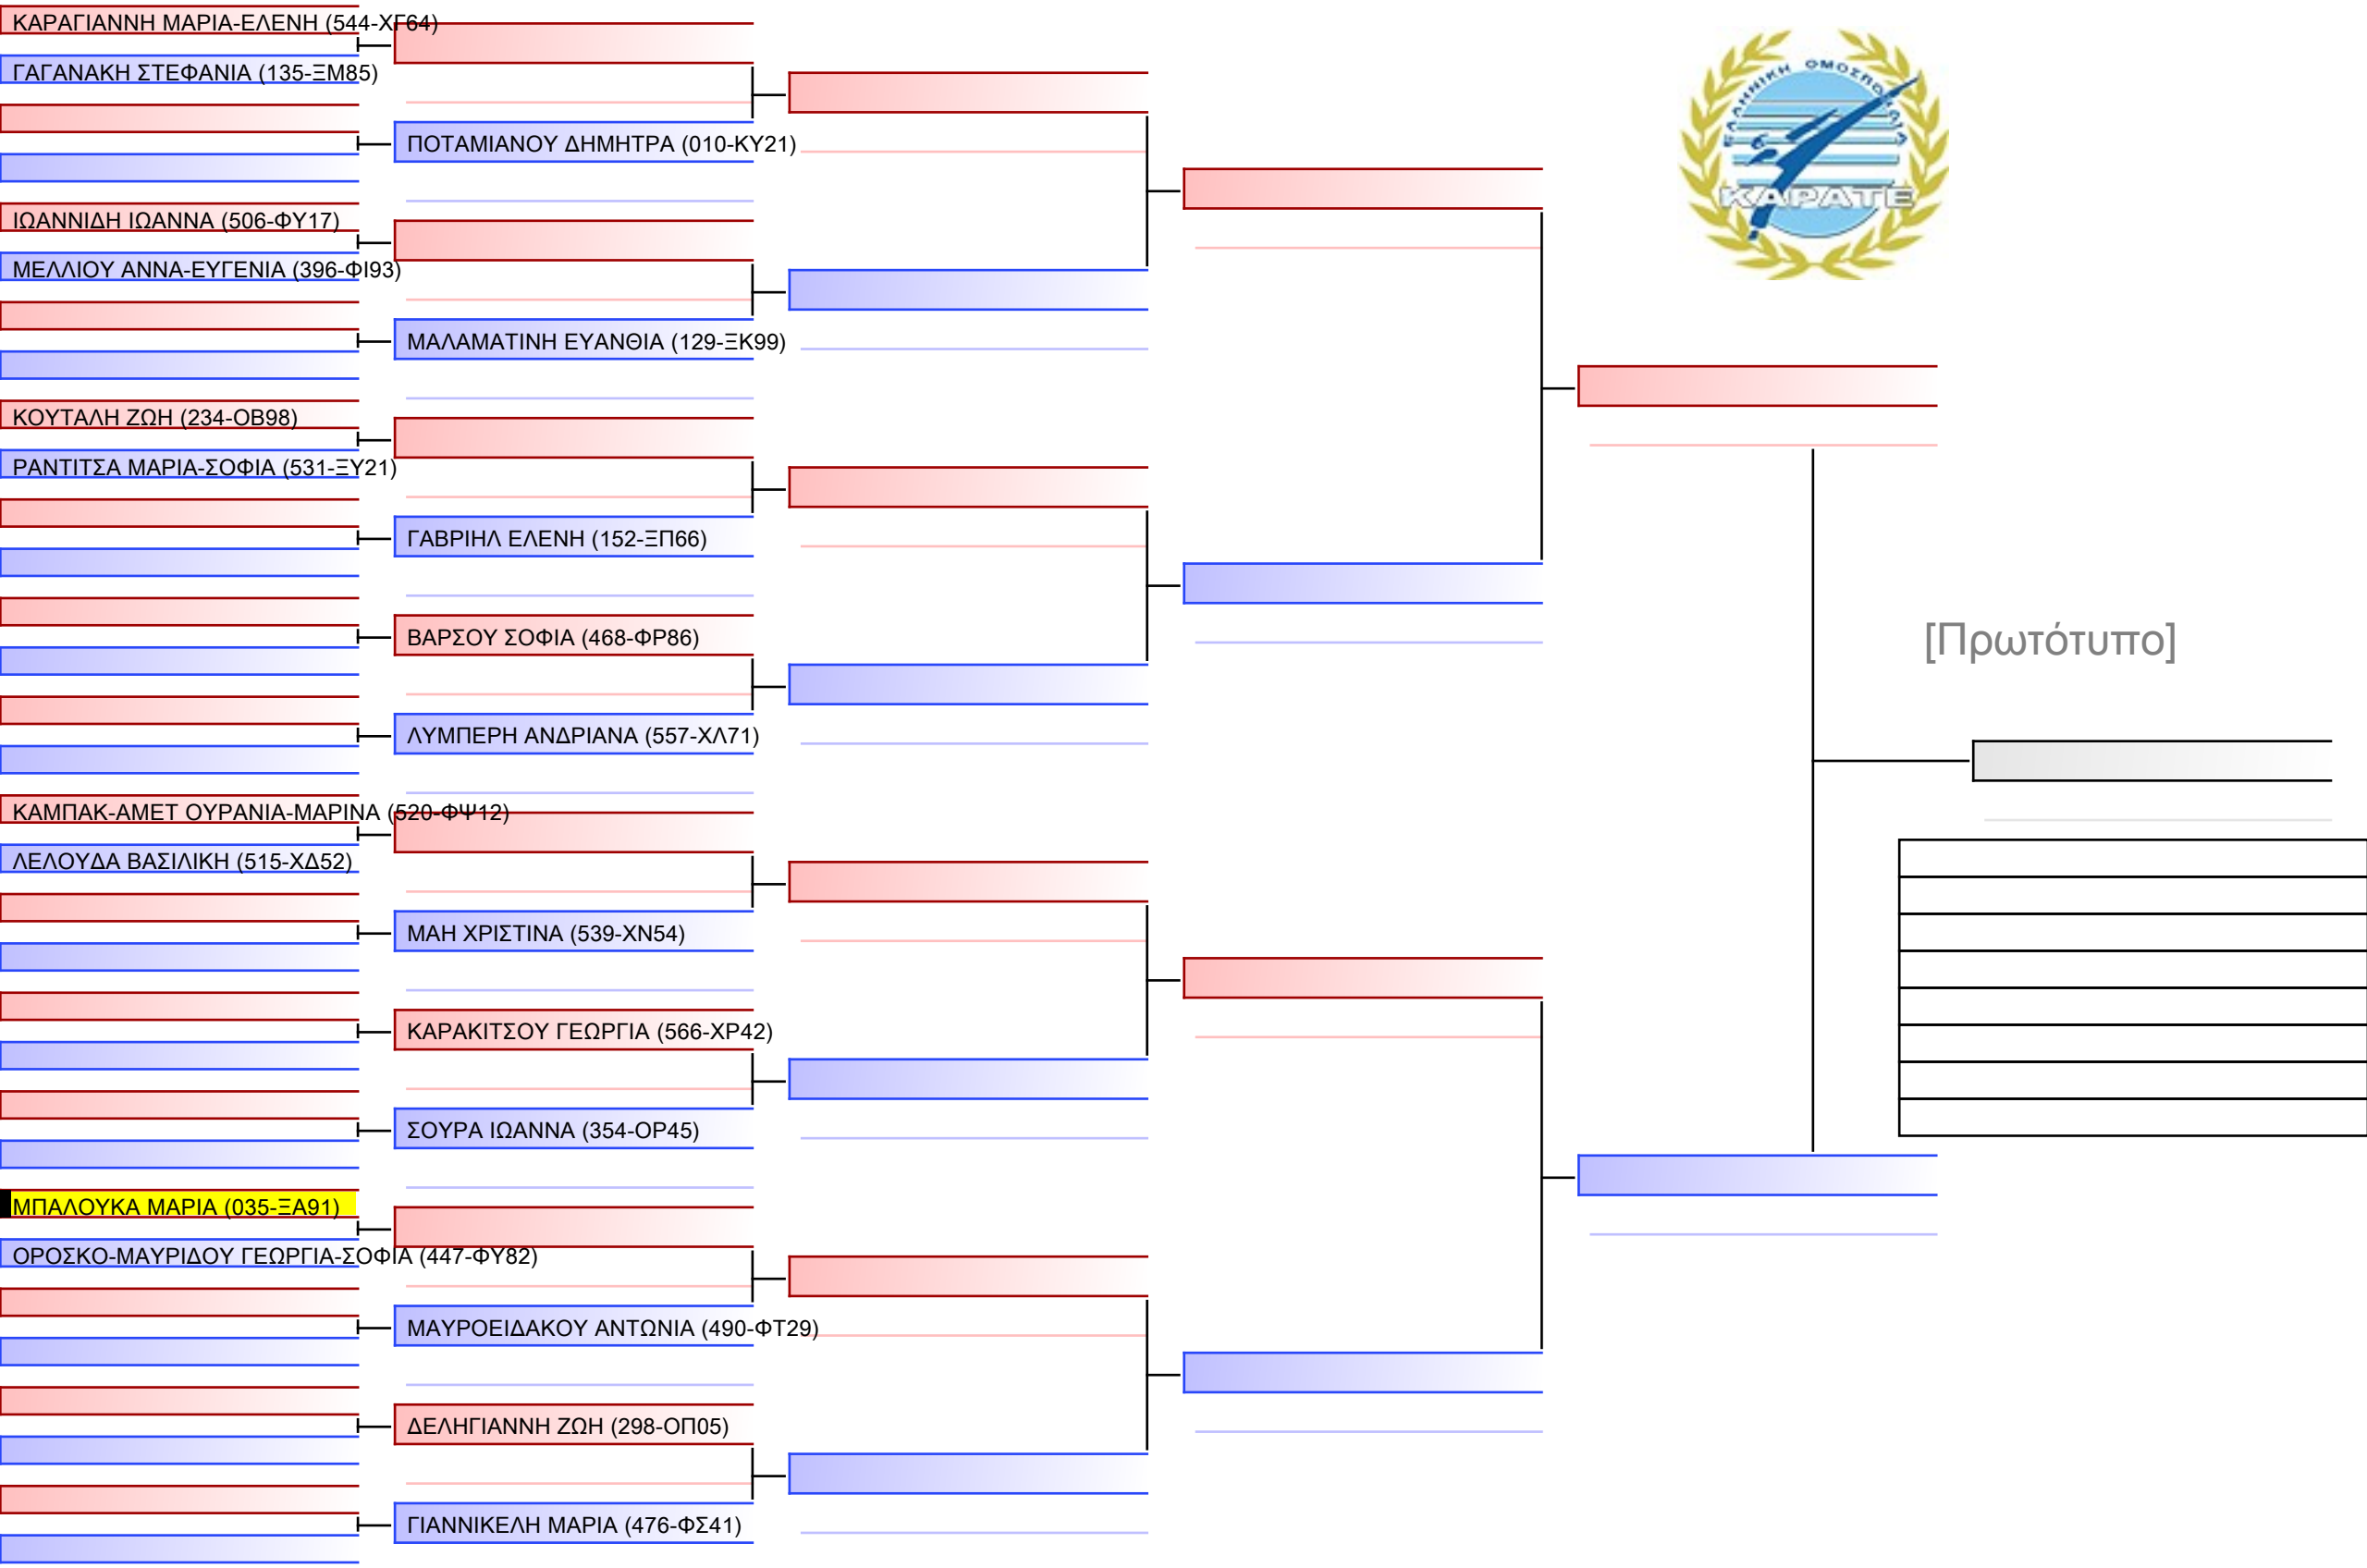 ΚΑΡΑΓΙΑΝΝΗ ΜΑΡΙΑ-ΕΛΕΝΗ (544-ΧΓ64)
ΓΑΓΑΝΑΚΗ ΣΤΕΦΑΝΙΑ (135-ΞΜ85)
ΠΟΤΑΜΙΑΝΟΥ ΔΗΜΗΤΡΑ (010-ΚΥ21)
ΙΩΑΝΝΙΔΗ ΙΩΑΝΝΑ (506-ΦΥ17)
ΜΕΛΛΙΟΥ ΑΝΝΑ-ΕΥΓΕΝΙΑ (396-ΦΙ93)
ΜΑΛΑΜΑΤΙΝΗ ΕΥΑΝΘΙΑ (129-ΞΚ99)
ΚΟΥΤΑΛΗ ΖΩΗ (234-ΟΒ98)
ΡΑΝΤΙΤΣΑ ΜΑΡΙΑ-ΣΟΦΙΑ (531-ΞΥ21)
ΓΑΒΡΙΗΛ ΕΛΕΝΗ (152-ΞΠ66)
ΒΑΡΣΟΥ ΣΟΦΙΑ (468-ΦΡ86)
ΛΥΜΠΕΡΗ ΑΝΔΡΙΑΝΑ (557-ΧΛ71)
ΚΑΜΠΑΚ-ΑΜΕΤ ΟΥΡΑΝΙΑ-ΜΑΡΙΝΑ (520-ΦΨ12)
ΛΕΛΟΥΔΑ ΒΑΣΙΛΙΚΗ (515-ΧΔ52)
ΜΑΗ ΧΡΙΣΤΙΝΑ (539-ΧΝ54)
ΚΑΡΑΚΙΤΣΟΥ ΓΕΩΡΓΙΑ (566-ΧΡ42)
ΣΟΥΡΑ ΙΩΑΝΝΑ (354-ΟΡ45)
ΜΠΑΛΟΥΚΑ ΜΑΡΙΑ (035-ΞΑ91)
ΟΡΟΣΚΟ-ΜΑΥΡΙΔΟΥ ΓΕΩΡΓΙΑ-ΣΟΦΙΑ (447-ΦΥ82)
ΜΑΥΡΟΕΙΔΑΚΟΥ ΑΝΤΩΝΙΑ (490-ΦΤ29)
ΔΕΛΗΓΙΑΝΝΗ ΖΩΗ (298-ΟΠ05)
ΓΙΑΝΝΙΚΕΛΗ ΜΑΡΙΑ (476-ΦΣ41)
ΕΛΛΗΝΙΚΗ ΟΜΟΣΠΟΝΔΙΑ
ΚΑΡΑΤΕ
[Πρωτότυπο]